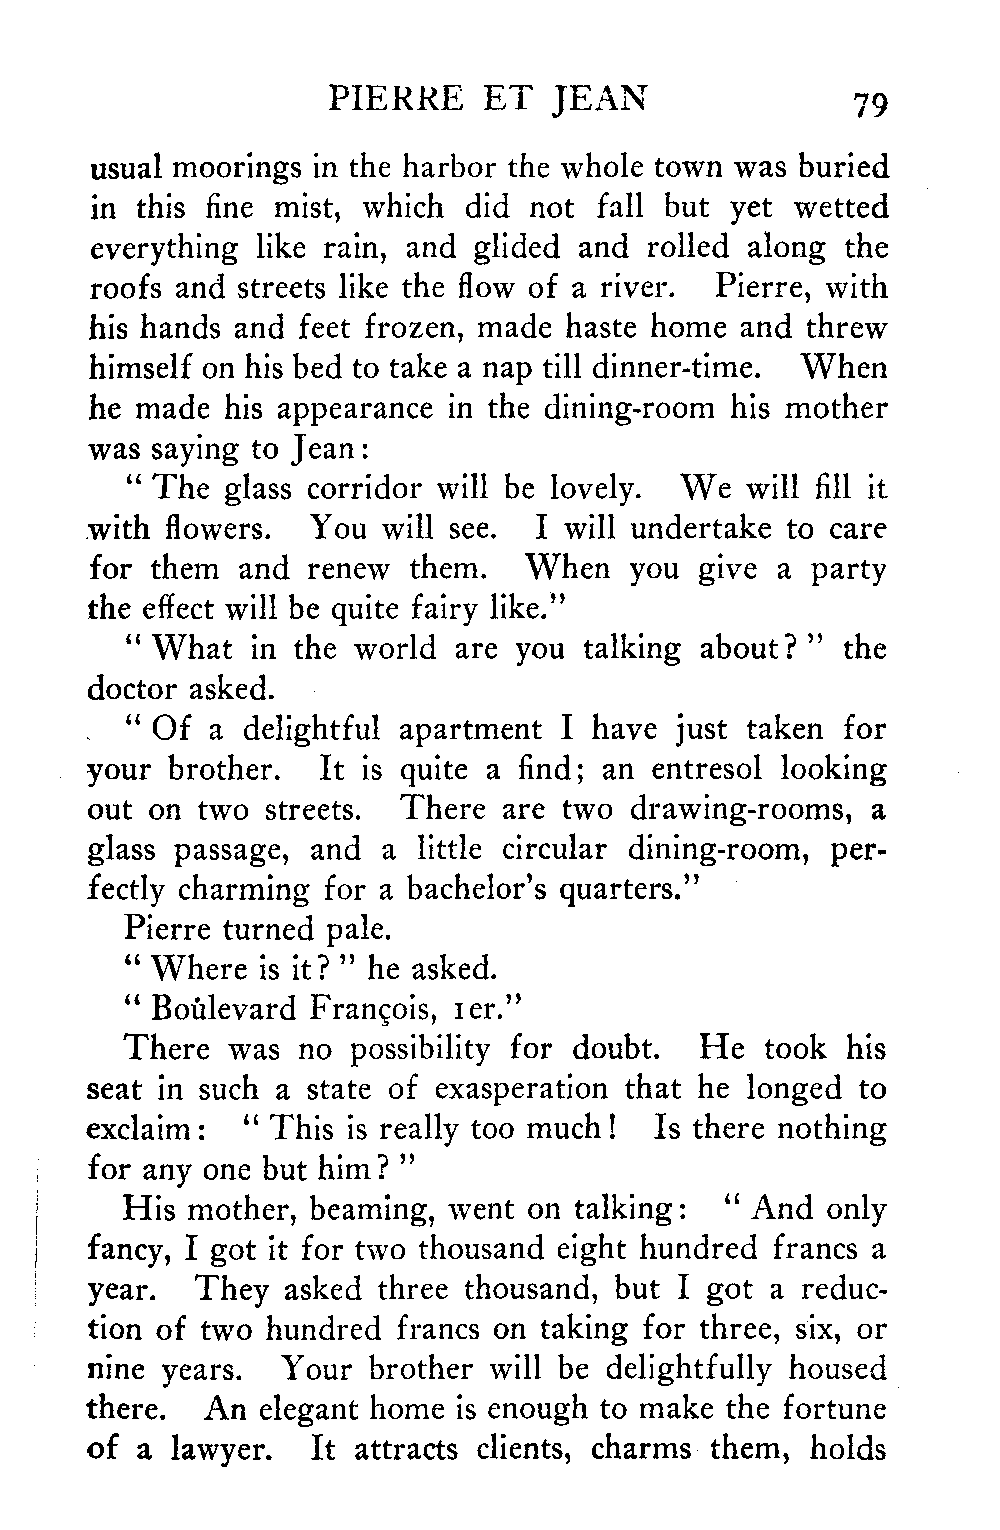 PIERRE ET JEAN 79
usual moorings in the harbor the whole town was buried
in this fine mist, which did not fall but yet wetted
everything like rain, and glided and rolled along the
roofs and streets like the flow of a river. Pierre, with
his hands and feet frozen, made haste home and threw
himself on his bed to take a nap till dinner-time. When
he made his appearance in the dining-room his mother
was saying to Jean:
" The glass corridor will be lovely. We will fill it
with flowers. You will see. I will undertake to care
for them and renew them. When you give a party
the effect will be quite fairy like."
" What in the world are you talking about? " the
doctor asked.
" Of a delightful apartment I have just taken for
your brother. It is quite a find; an entresol looking
out on two streets. There are two drawing-rooms, a
glass passage, and a little circular dining-room, per-
fectly charming for a bachelor's quarters."
Pierre turned pale.
" Where is it? " he asked.
" Boulevard François, 1er."
There was no possibility for doubt. He took his
seat in such a state of exasperation that he longed to
exclaim: " This is really too much! Is there nothing
for any one but him? "
His mother, beaming, went on talking: " And only
fancy, I got it for two thousand eight hundred francs a
year. They asked three thousand, but I got a reduc-
tion of two hundred francs on taking for three, six, or
nine years. Your brother will be delightfully housed
there. An elegant home is enough to make the fortune
of a lawyer. It attracts clients, charms them, holds